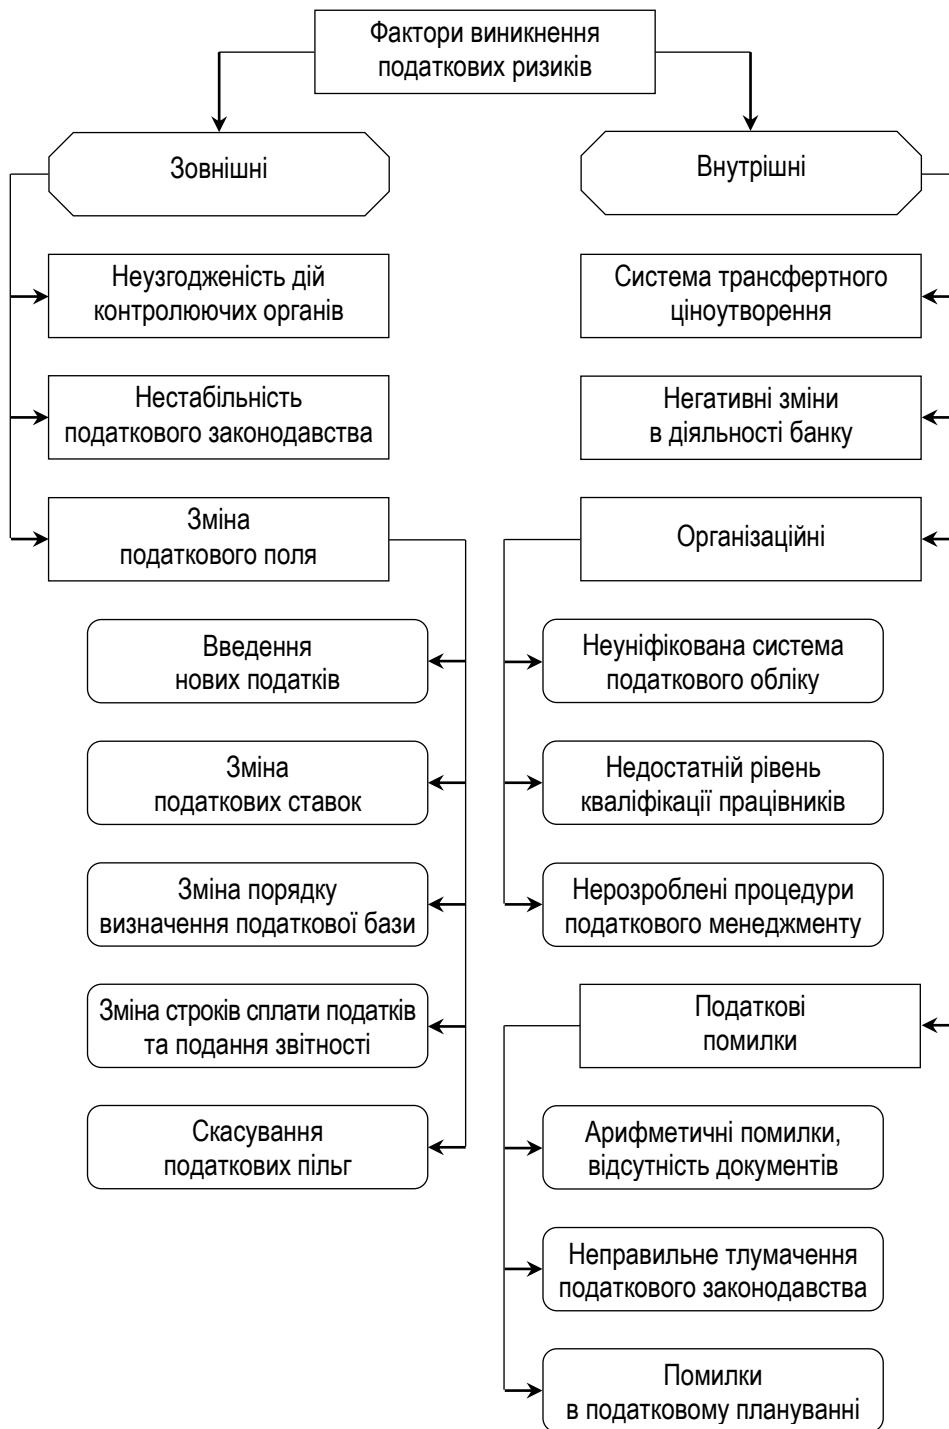 Фактори виникнення
податкових ризиків
Зовнішні
Внутрішні
Неузгодженість дій
контролюючих органів
Система трансфертного
ціноутворення
Нестабільність
податкового законодавства
Негативні зміни
в діяльності банку
Зміна
податкового поля
Організаційні
Введення
нових податків
Неуніфікована система
податкового обліку
Зміна
податкових ставок
Недостатній рівень
кваліфікації працівників
Зміна порядку
визначення податкової бази
Нерозроблені процедури
податкового менеджменту
Зміна строків сплати податків
та подання звітності
Податкові
помилки
Скасування
податкових пільг
Арифметичні помилки,
відсутність документів
Неправильне тлумачення
податкового законодавства
Помилки
в податковому плануванні